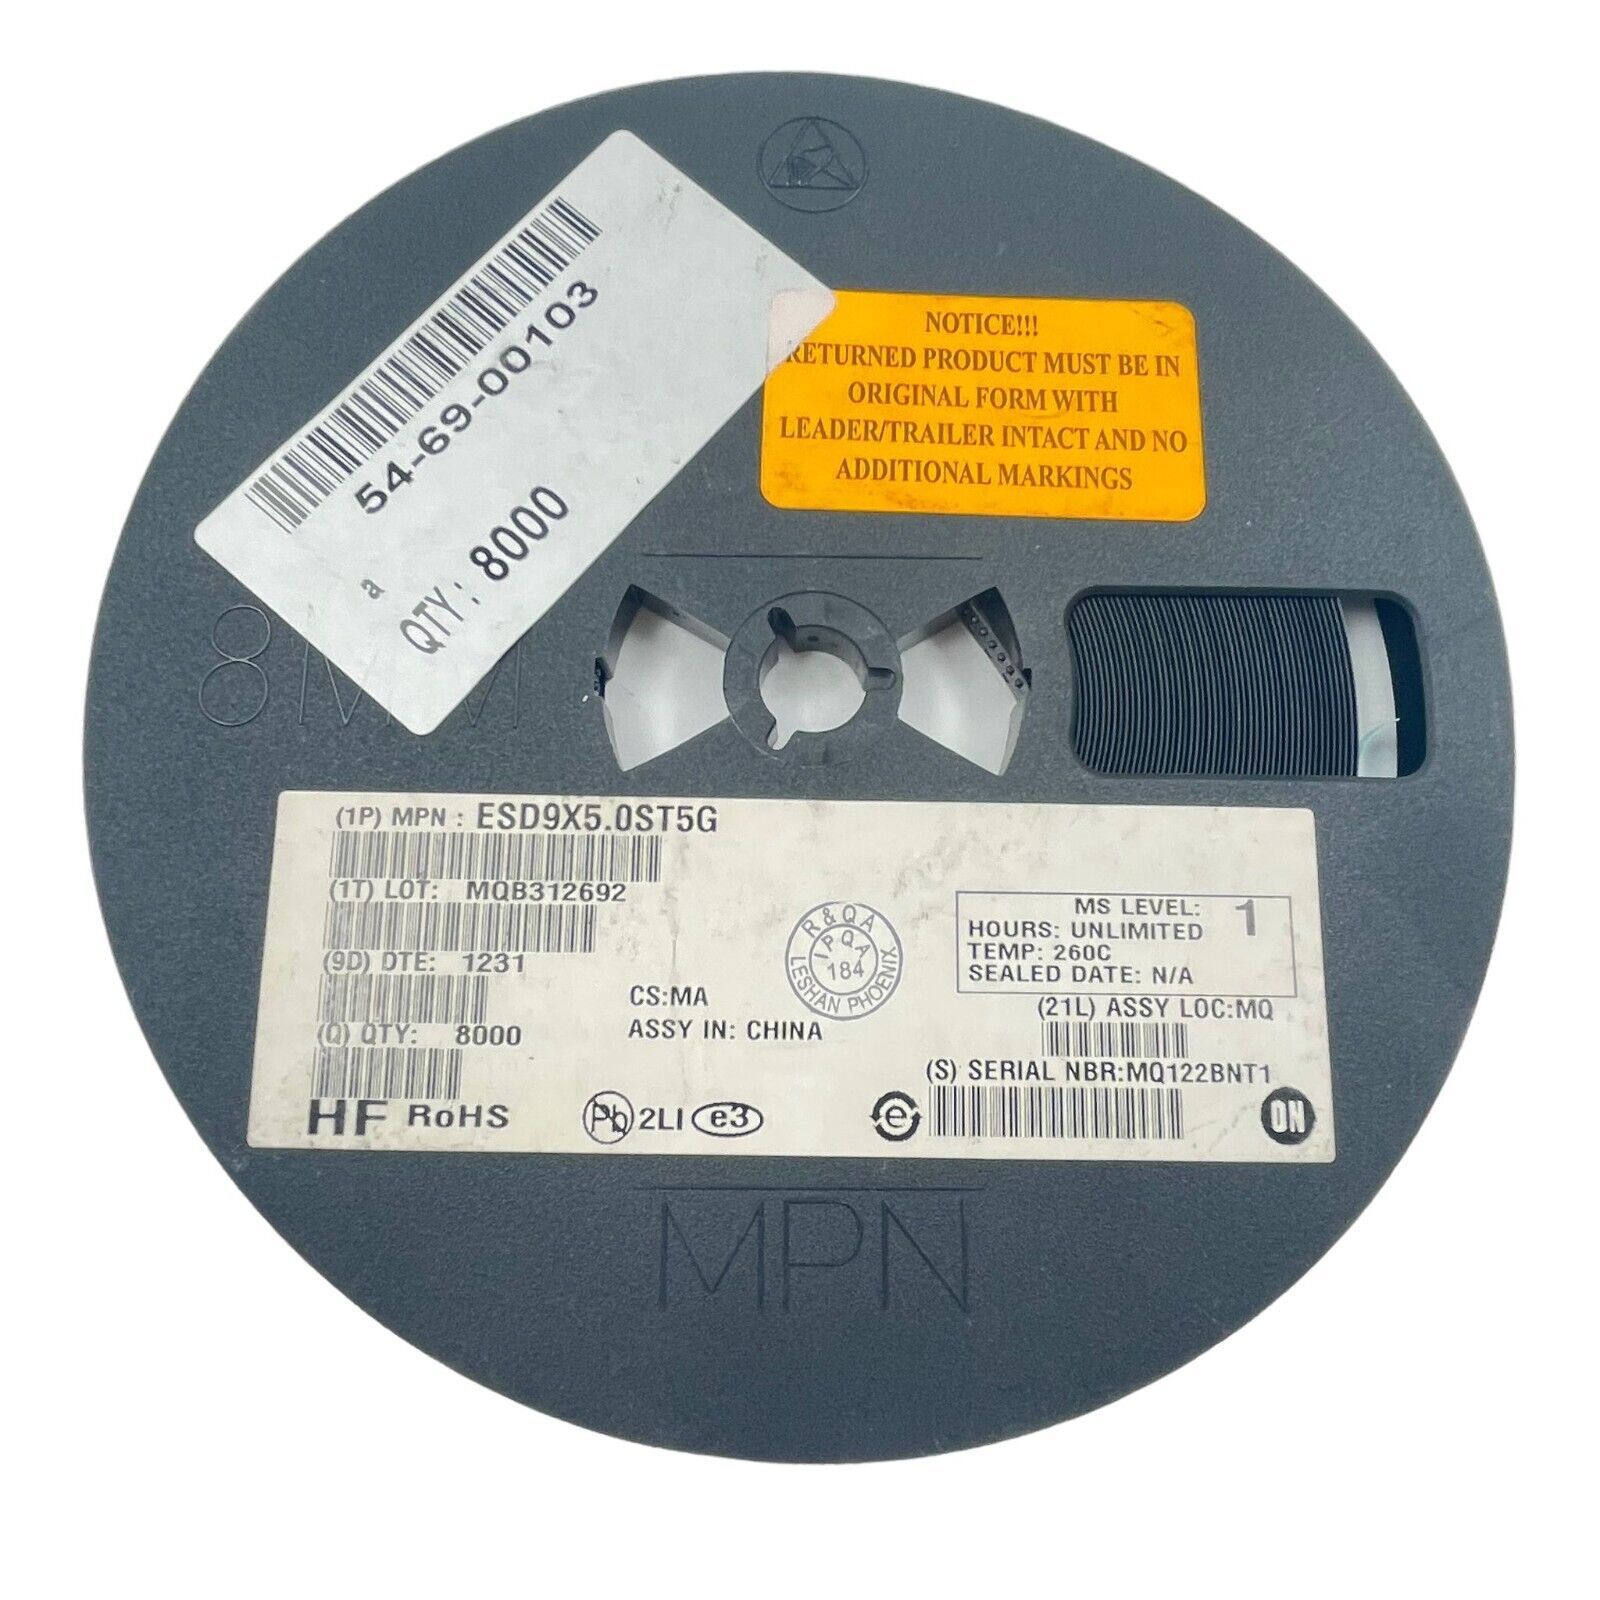 54-69-00103
a
QTY: 8000
NOTICE!!!
RETURNED PRODUCT MUST BE IN
ORIGINAL FORM WITH
LEADER/TRAILER INTACT AND NO
ADDITIONAL MARKINGS
8MM
(1P) MPN : ESD9X5.0ST5G
(1T) LOT: MQB312692
(9D) DTE: 1231
(Q) QTY: 8000
HF RoHS
CS:MA
ASSY IN: CHINA
R&QA
IPQA
184
LESHAN PHOENIX
Pb 2LI e3
MS LEVEL: 1
HOURS: UNLIMITED
TEMP: 260C
SEALED DATE: N/A
(21L) ASSY LOC:MQ
(S) SERIAL NBR:MQ122BNT1
e
ON
MPN